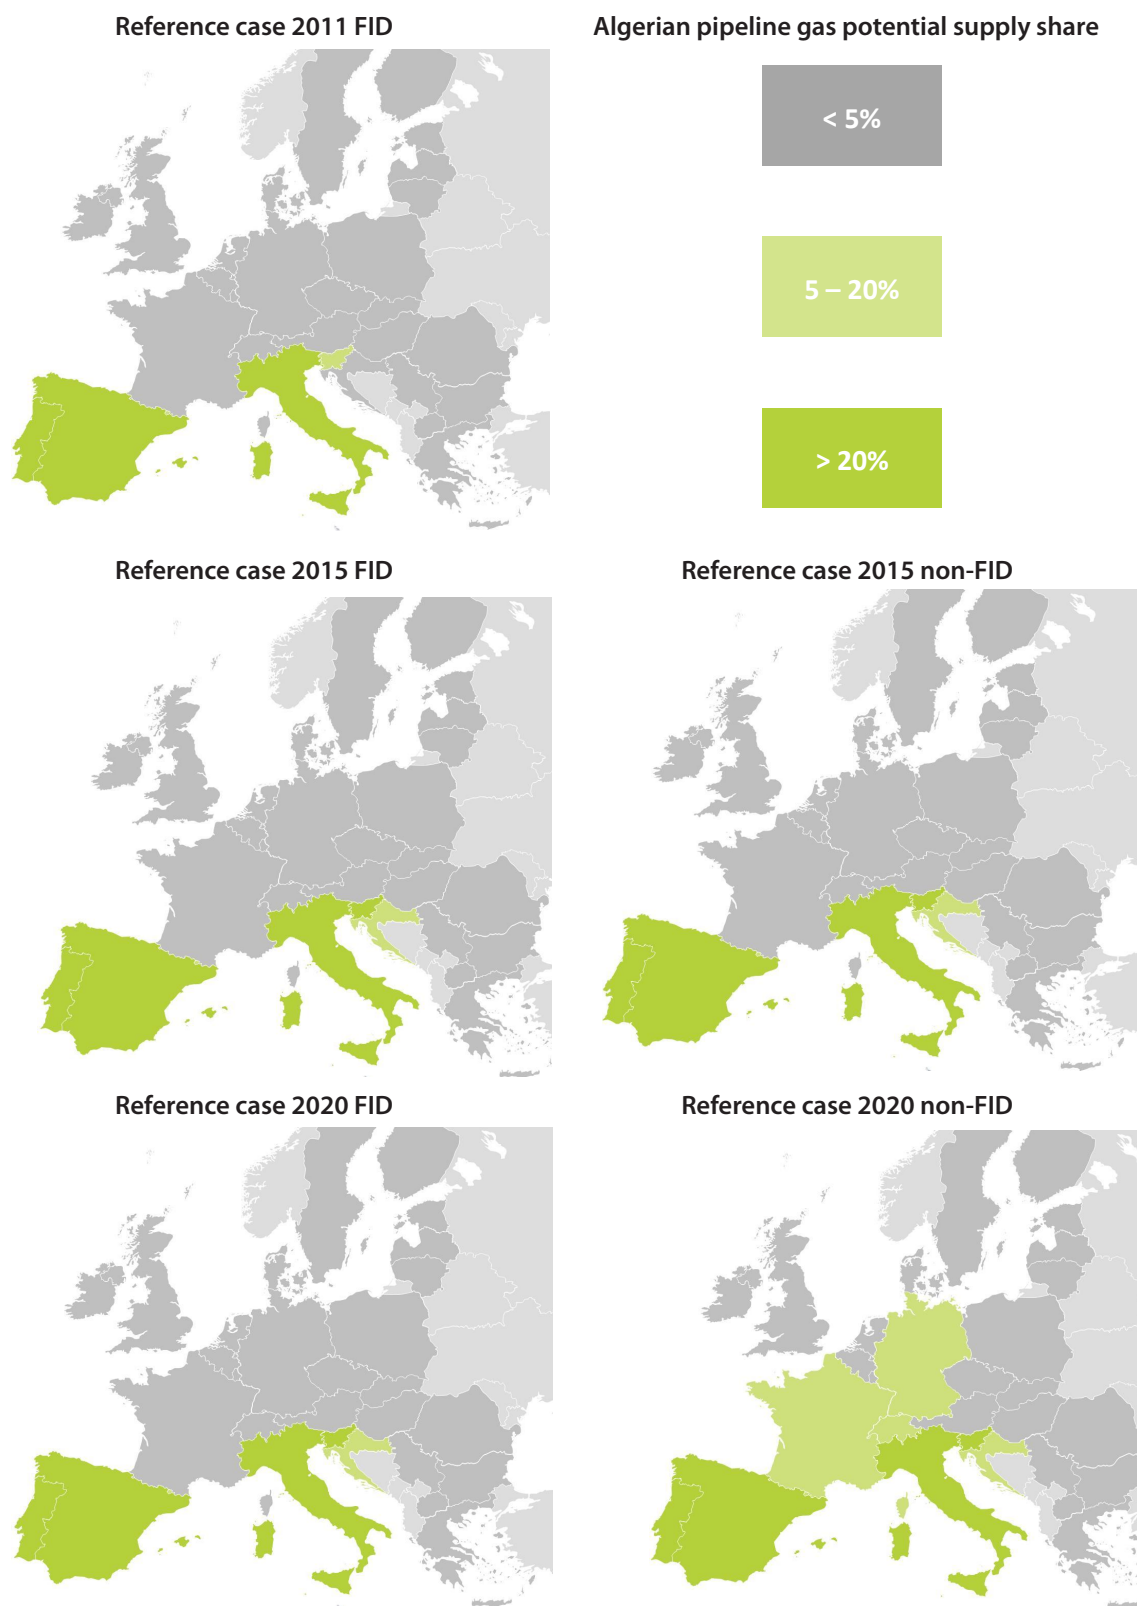 Reference case 2011 FID
Algerian pipeline gas potential supply share
< 5%
5 – 20%
> 20%
Reference case 2015 FID
Reference case 2015 non-FID
Reference case 2020 FID
Reference case 2020 non-FID